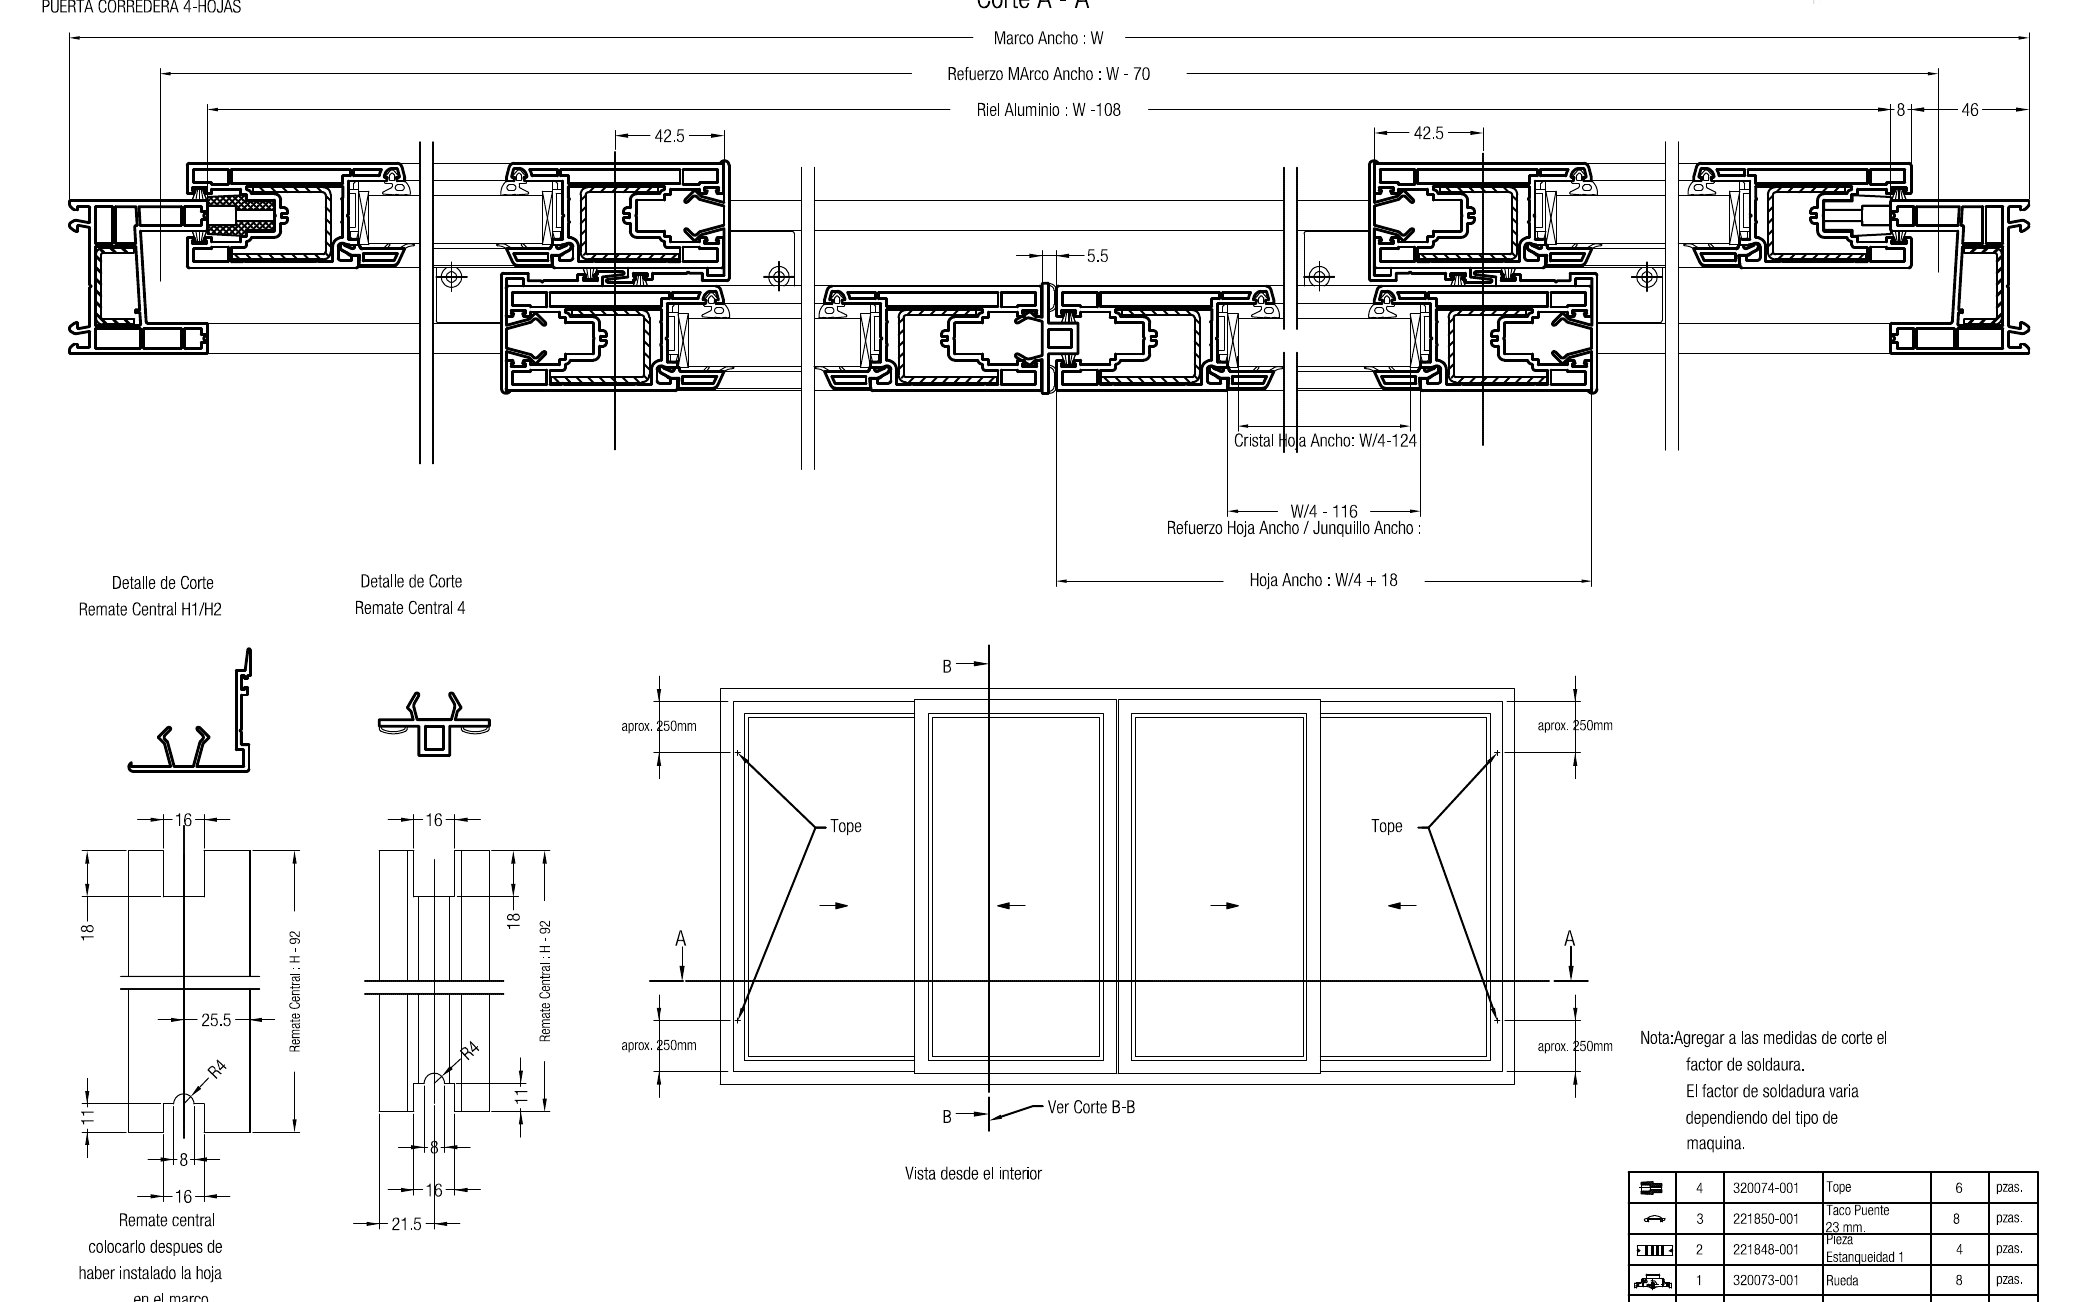 PUERTA CORREDERA 4-HOJAS
Corte A - A
Marco Ancho : W
Refuerzo MArco Ancho : W - 70
Riel Aluminio : W -108
8
46
42.5
42.5
5.5
Cristal Hoja Ancho: W/4-124
W/4 - 116
Refuerzo Hoja Ancho / Junquillo Ancho :
Hoja Ancho : W/4 + 18
Detalle de Corte
Remate Central H1/H2
Detalle de Corte
Remate Central 4
16
18
Remate Central : H - 92
25.5
R4
11
8
16
Remate central
colocarlo despues de
haber instalado la hoja
en el marco
16
18
Remate Central : H - 92
R4
11
8
16
21.5
B
aprox. 250mm
aprox. 250mm
Tope
Tope
A
A
aprox. 250mm
aprox. 250mm
B
Ver Corte B-B
Vista desde el interior
Nota:Agregar a las medidas de corte el
factor de soldaura.
El factor de soldadura varia
dependiendo del tipo de
maquina.
4 320074-001 Tope 6 pzas.
3 221850-001 Taco Puente 23 mm. 8 pzas.
2 221848-001 Pieza Estanqueidad 1 4 pzas.
1 320073-001 Rueda 8 pzas.